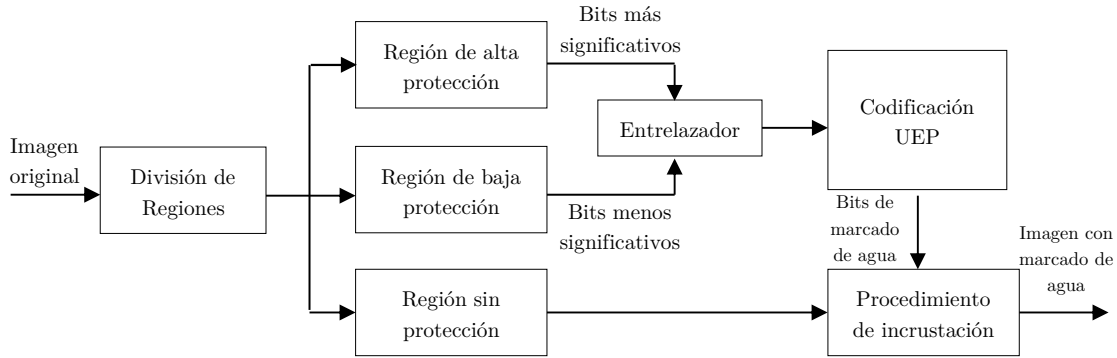 Imagen
original
División de
Regiones
Región de alta
protección
Bits más
significativos
Región de baja
protección
Bits menos
significativos
Entrelazador
Codificación
UEP
Región sin
protección
Bits de
marcado
de agua
Procedimiento
de incrustación
Imagen con
marcado de
agua